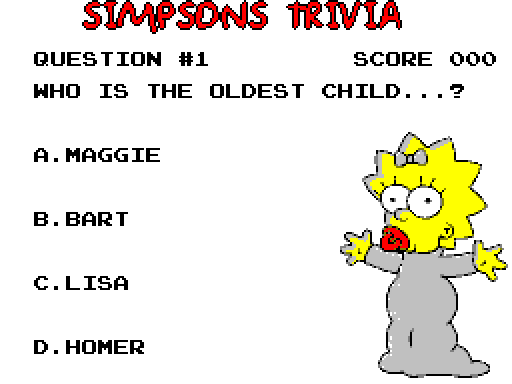 SIMPSONS TRIVIA
QUESTION #1 SCORE 000
WHO IS THE OLDEST CHILD...?
A.MAGGIE
B.BART
C.LISA
D.HOMER